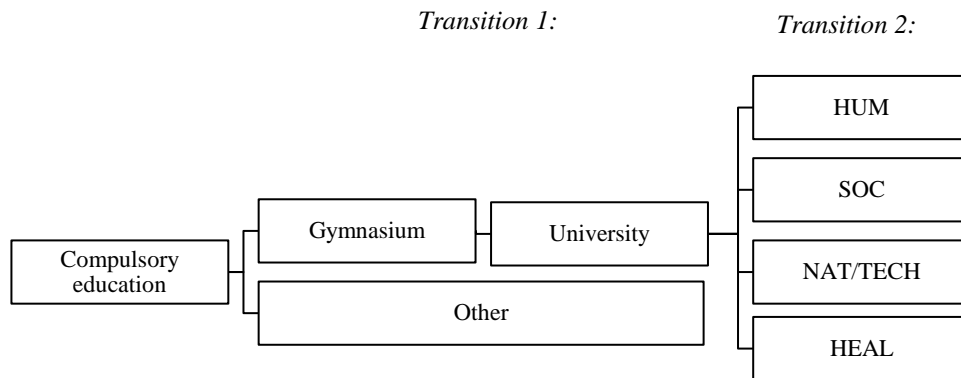 Transition 1:
Transition 2:
HUM
SOC
Gymnasium
University
Compulsory
education
NAT/TECH
Other
HEAL